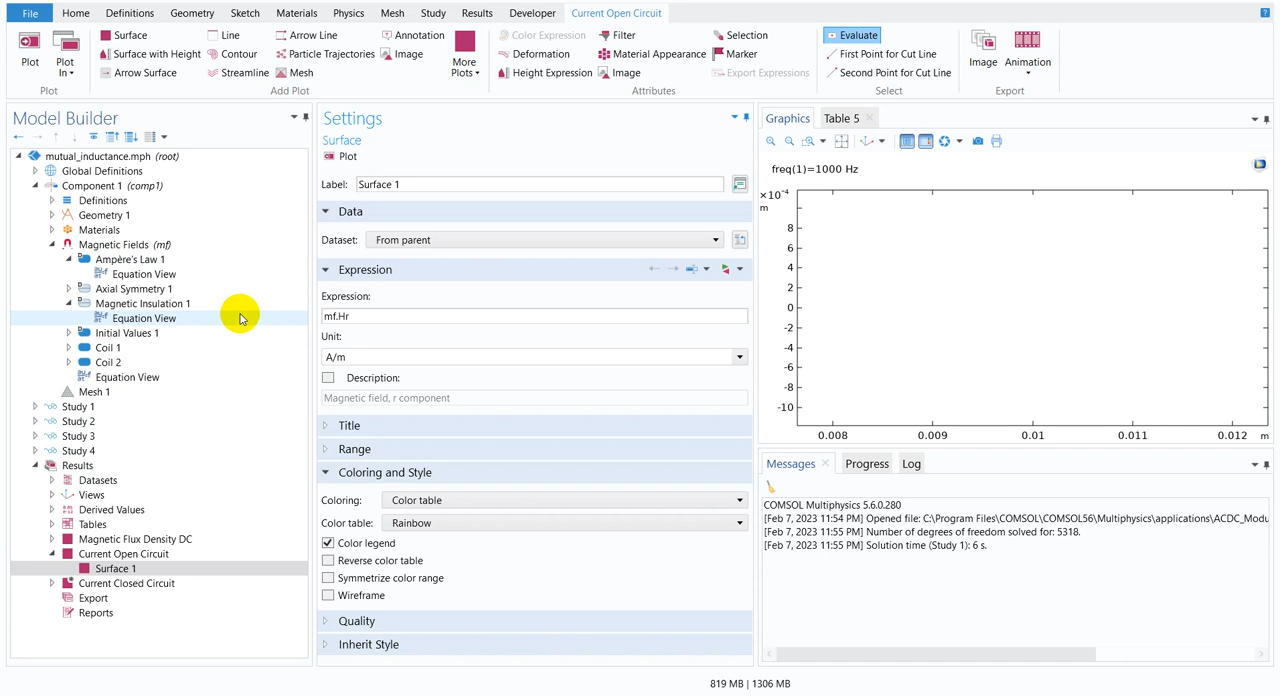 File Home Definitions Geometry Sketch Materials Physics Mesh Study Results Developer Current Open Circuit
Plot
Plot In
Plot
Surface
Surface with Height
Arrow Surface
Line
Contour
Streamline
Arrow Line
Particle Trajectories
Mesh
Annotation
Image
More Plots
Add Plot
Color Expression
Deformation
Height Expression
Filter
Material Appearance
Image
Selection
Marker
Export Expressions
Attributes
Evaluate
First Point for Cut Line
Second Point for Cut Line
Select
Image
Animation
Export
Model Builder
mutual_inductance.mph (root)
Global Definitions
Component 1 (comp1)
Definitions
Geometry 1
Materials
Magnetic Fields (mf)
Ampère's Law 1
Equation View
Axial Symmetry 1
Magnetic Insulation 1
Equation View
Initial Values 1
Coil 1
Coil 2
Equation View
Mesh 1
Study 1
Study 2
Study 3
Study 4
Results
Datasets
Views
Derived Values
Tables
Magnetic Flux Density DC
Current Open Circuit
Surface 1
Current Closed Circuit
Export
Reports
Settings
Surface
Plot
Label: Surface 1
Data
Dataset: From parent
Expression
Expression:
mf.Hr
Unit:
A/m
Description:
Magnetic field, r component
Title
Range
Coloring and Style
Coloring: Color table
Color table: Rainbow
Color legend
Reverse color table
Symmetrize color range
Wireframe
Quality
Inherit Style
Graphics Table 5
freq(1)=1000 Hz
×10⁻⁴
m
8
6
4
2
0
-2
-4
-6
-8
-10
0.008 0.009 0.01 0.011 0.012 m
Messages Progress Log
COMSOL Multiphysics 5.6.0.280
[Feb 7, 2023 11:54 PM] Opened file: C:\Program Files\COMSOL\COMSOL56\Multiphysics\applications\ACDC_Modu
[Feb 7, 2023 11:55 PM] Number of degrees of freedom solved for: 5318.
[Feb 7, 2023 11:55 PM] Solution time (Study 1): 6 s.
819 MB | 1306 MB